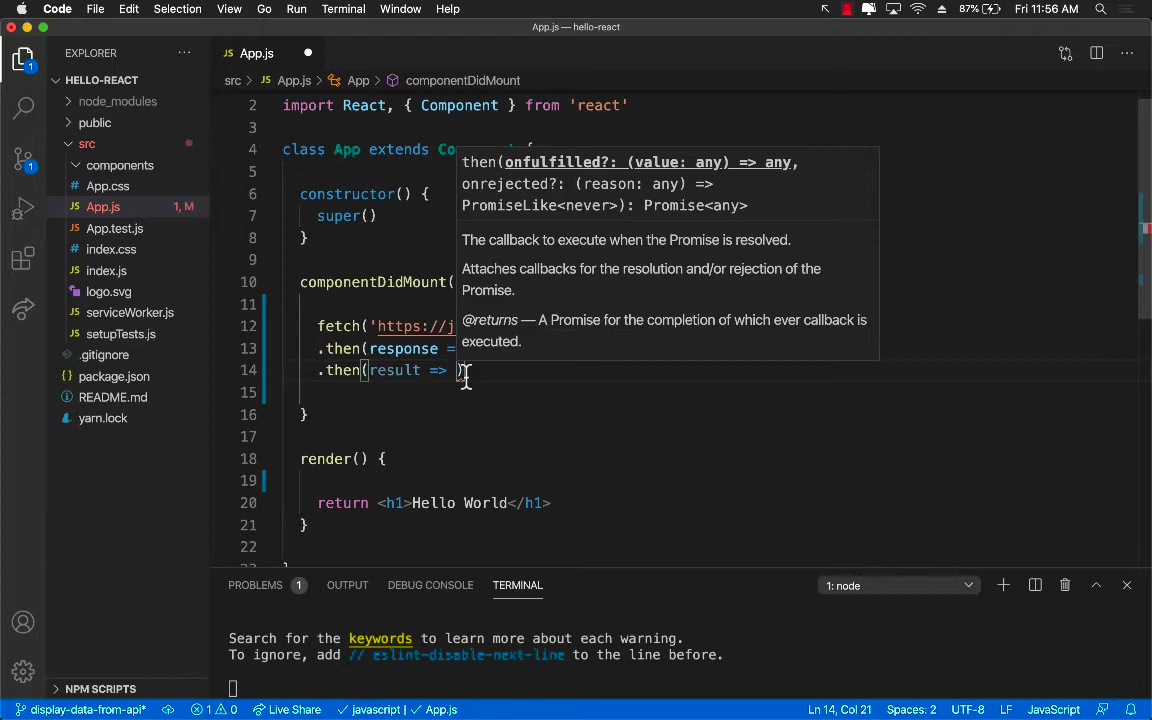 Code File Edit Selection View Go Run Terminal Window Help 87% Fri 11:56 AM
App.js — hello-react
EXPLORER
HELLO-REACT
node_modules
public
src
components
App.css
App.js 1, M
App.test.js
index.css
index.js
logo.svg
serviceWorker.js
setupTests.js
.gitignore
package.json
README.md
yarn.lock
NPM SCRIPTS
1
1
App.js
src › App.js › App › componentDidMount
2 import React, { Component } from 'react'
3
4 class App extends Co
5
6 constructor() {
7 super()
8 }
9
10 componentDidMount(
11
12 fetch('https://j
13 .then(response =
14 .then(result => )
15
16 }
17
18 render() {
19
20 return <h1>Hello World</h1>
21 }
22
then(onfulfilled?: (value: any) => any,
onrejected?: (reason: any) =>
PromiseLike<never>): Promise<any>
The callback to execute when the Promise is resolved.
Attaches callbacks for the resolution and/or rejection of the
Promise.
@returns — A Promise for the completion of which ever callback is
executed.
PROBLEMS 1 OUTPUT DEBUG CONSOLE TERMINAL 1: node
Search for the keywords to learn more about each warning.
To ignore, add // eslint-disable-next-line to the line before.
display-data-from-api* 1 0 Live Share javascript | App.js Ln 14, Col 21 Spaces: 2 UTF-8 LF JavaScript